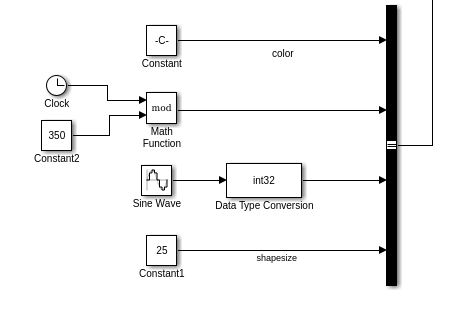 -C-
Constant
color
Clock
mod
350
Constant2
Math
Function
int32
Sine Wave
Data Type Conversion
25
Constant1
shapesize